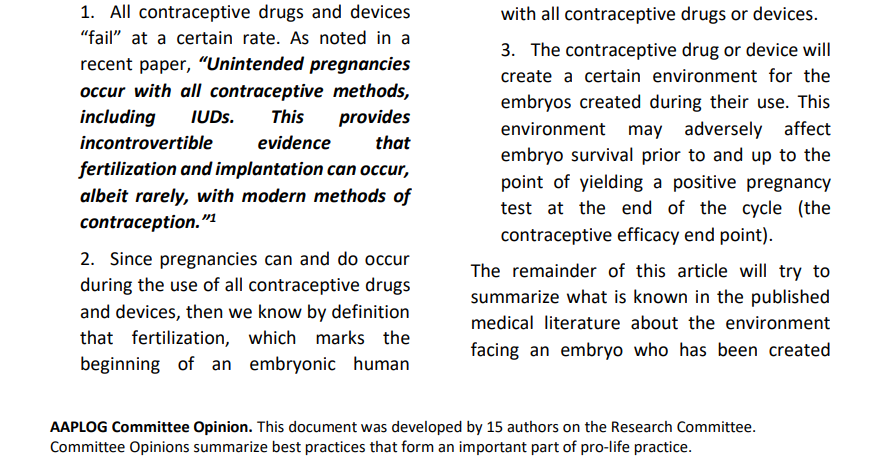 1. All contraceptive drugs and devices
“fail” at a certain rate. As noted in a
recent paper, “Unintended pregnancies
occur with all contraceptive methods,
including IUDs. This provides
incontrovertible evidence that
fertilization and implantation can occur,
albeit rarely, with modern methods of
contraception.”1
2. Since pregnancies can and do occur
during the use of all contraceptive drugs
and devices, then we know by definition
that fertilization, which marks the
beginning of an embryonic human
with all contraceptive drugs or devices.
3. The contraceptive drug or device will
create a certain environment for the
embryos created during their use. This
environment may adversely affect
embryo survival prior to and up to the
point of yielding a positive pregnancy
test at the end of the cycle (the
contraceptive efficacy end point).
The remainder of this article will try to
summarize what is known in the published
medical literature about the environment
facing an embryo who has been created
AAPLOG Committee Opinion. This document was developed by 15 authors on the Research Committee.
Committee Opinions summarize best practices that form an important part of pro-life practice.